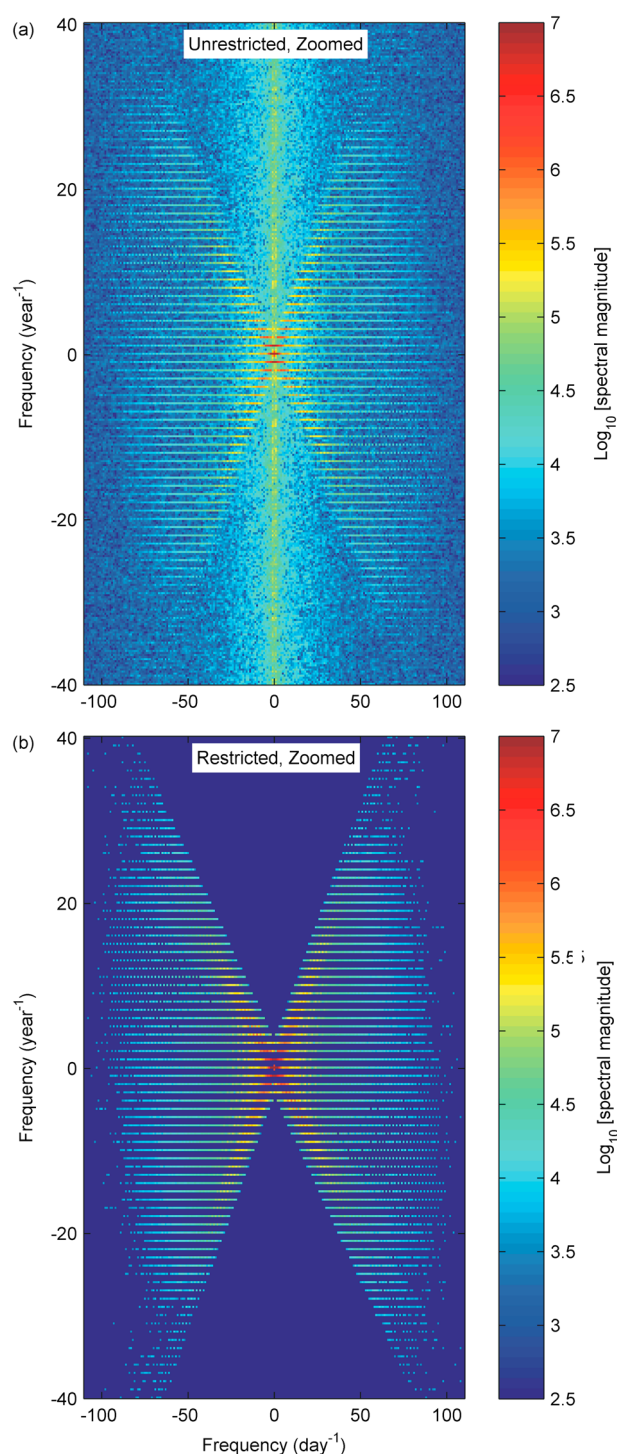 (a)
Unrestricted, Zoomed
40
20
0
-20
-40
Frequency (year-1)
-100 -50 0 50 100
7
6.5
6
5.5
5
4.5
4
3.5
3
2.5
Log10 [spectral magnitude]
(b)
Restricted, Zoomed
40
20
0
-20
-40
Frequency (year-1)
-100 -50 0 50 100
Frequency (day-1)
7
6.5
6
5.5
5
4.5
4
3.5
3
2.5
Log10 [spectral magnitude]